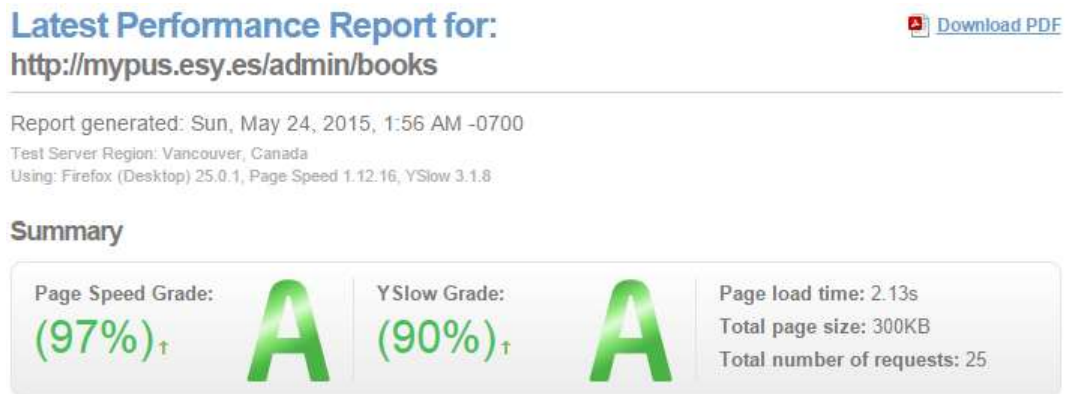 Latest Performance Report for:
Download PDF
http://mypus.esy.es/admin/books
Report generated: Sun, May 24, 2015, 1:56 AM -0700
Test Server Region: Vancouver, Canada
Using: Firefox (Desktop) 25.0.1, Page Speed 1.12.16, YSlow 3.1.8
Summary
Page Speed Grade:
(97%)↑
A
YSlow Grade:
(90%)↑
A
Page load time: 2.13s
Total page size: 300KB
Total number of requests: 25